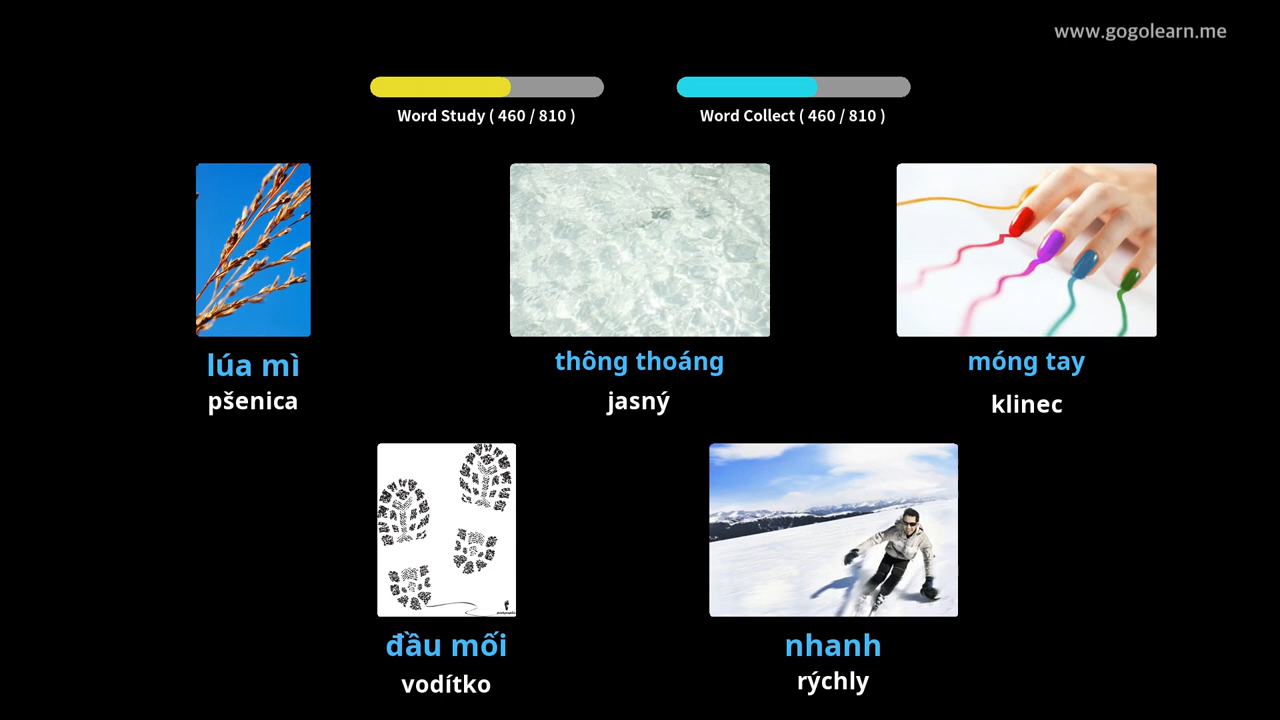 www.gogolearn.me
Word Study ( 460 / 810 )
Word Collect ( 460 / 810 )
lúa mì
pšenica
thông thoáng
jasný
móng tay
klinec
đầu mối
vodítko
nhanh
rýchly